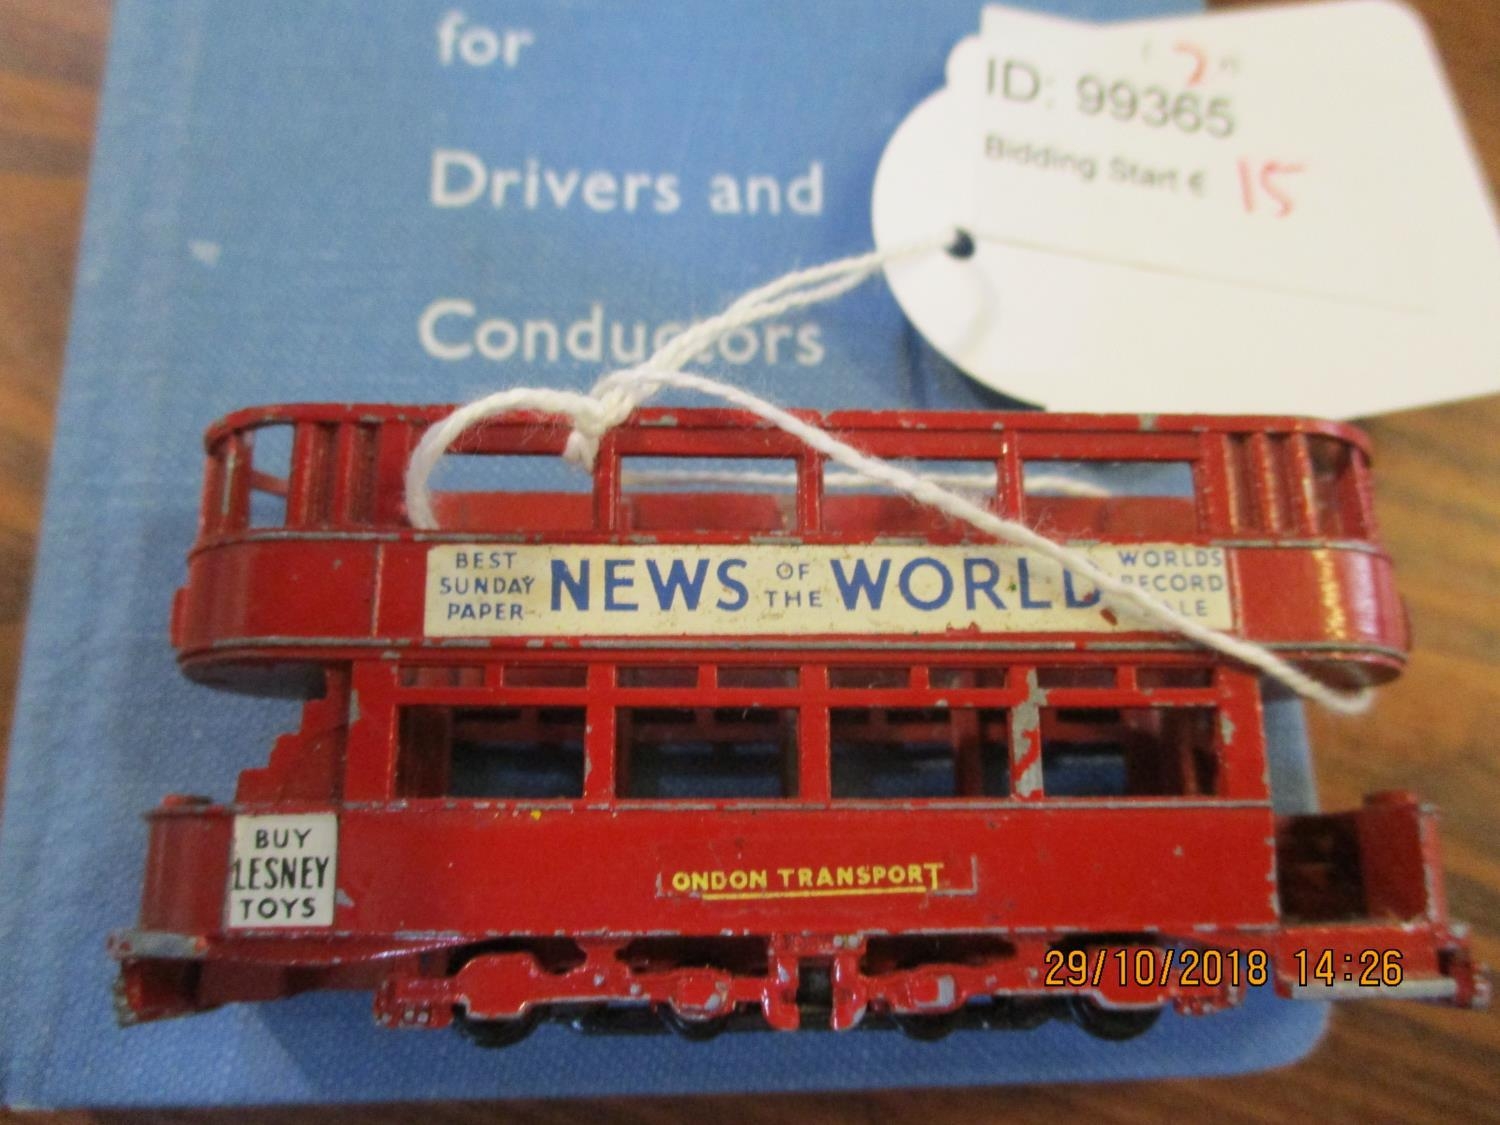 for
Drivers and
Conductors
"2"
ID: 99365
Bidding Start € 15
BEST
SUNDAY
PAPER
NEWS OF THE WORLD
WORLDS
RECORD
BUY
LESNEY
TOYS
ONDON TRANSPORT
29/10/2018 14:26